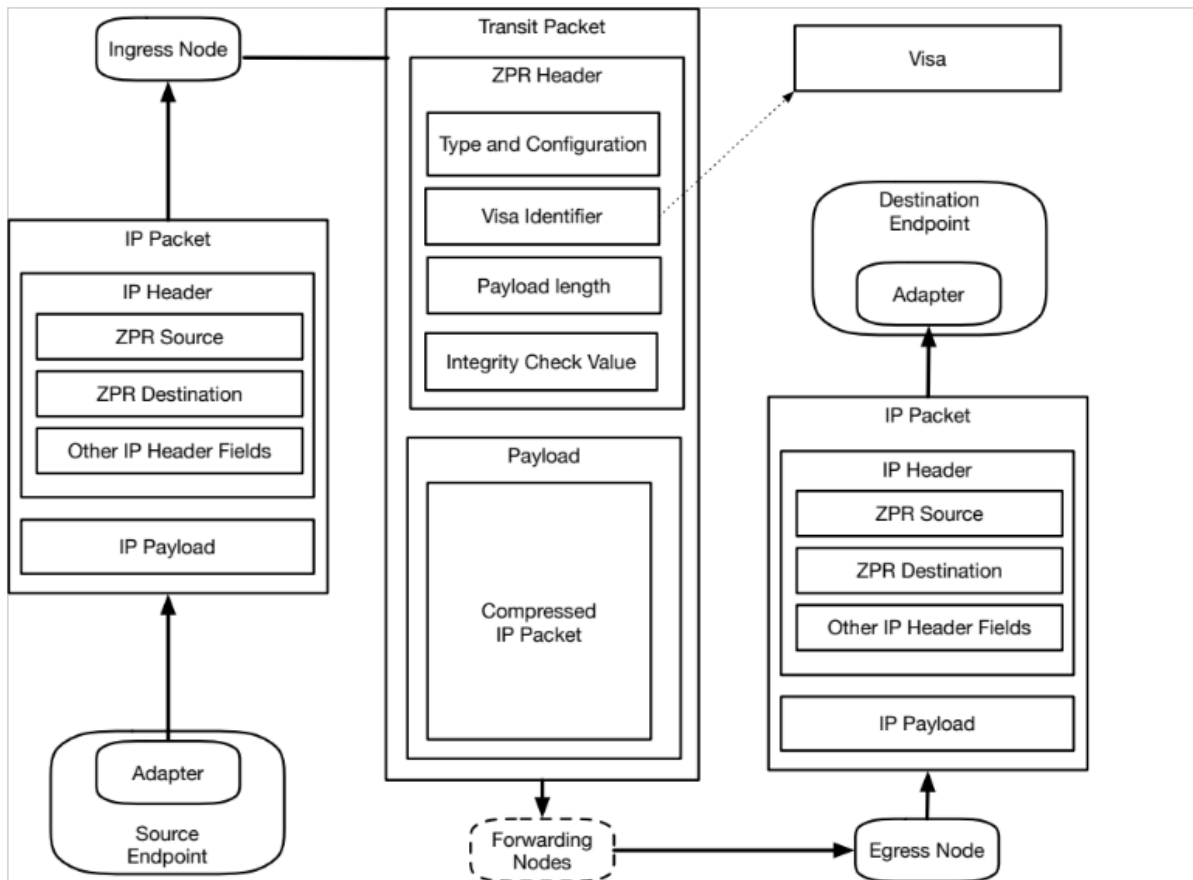 Ingress Node
IP Packet
IP Header
ZPR Source
ZPR Destination
Other IP Header Fields
IP Payload
Adapter
Source
Endpoint
Transit Packet
ZPR Header
Type and Configuration
Visa Identifier
Payload length
Integrity Check Value
Payload
Compressed
IP Packet
Forwarding
Nodes
Visa
Destination
Endpoint
Adapter
IP Packet
IP Header
ZPR Source
ZPR Destination
Other IP Header Fields
IP Payload
Egress Node